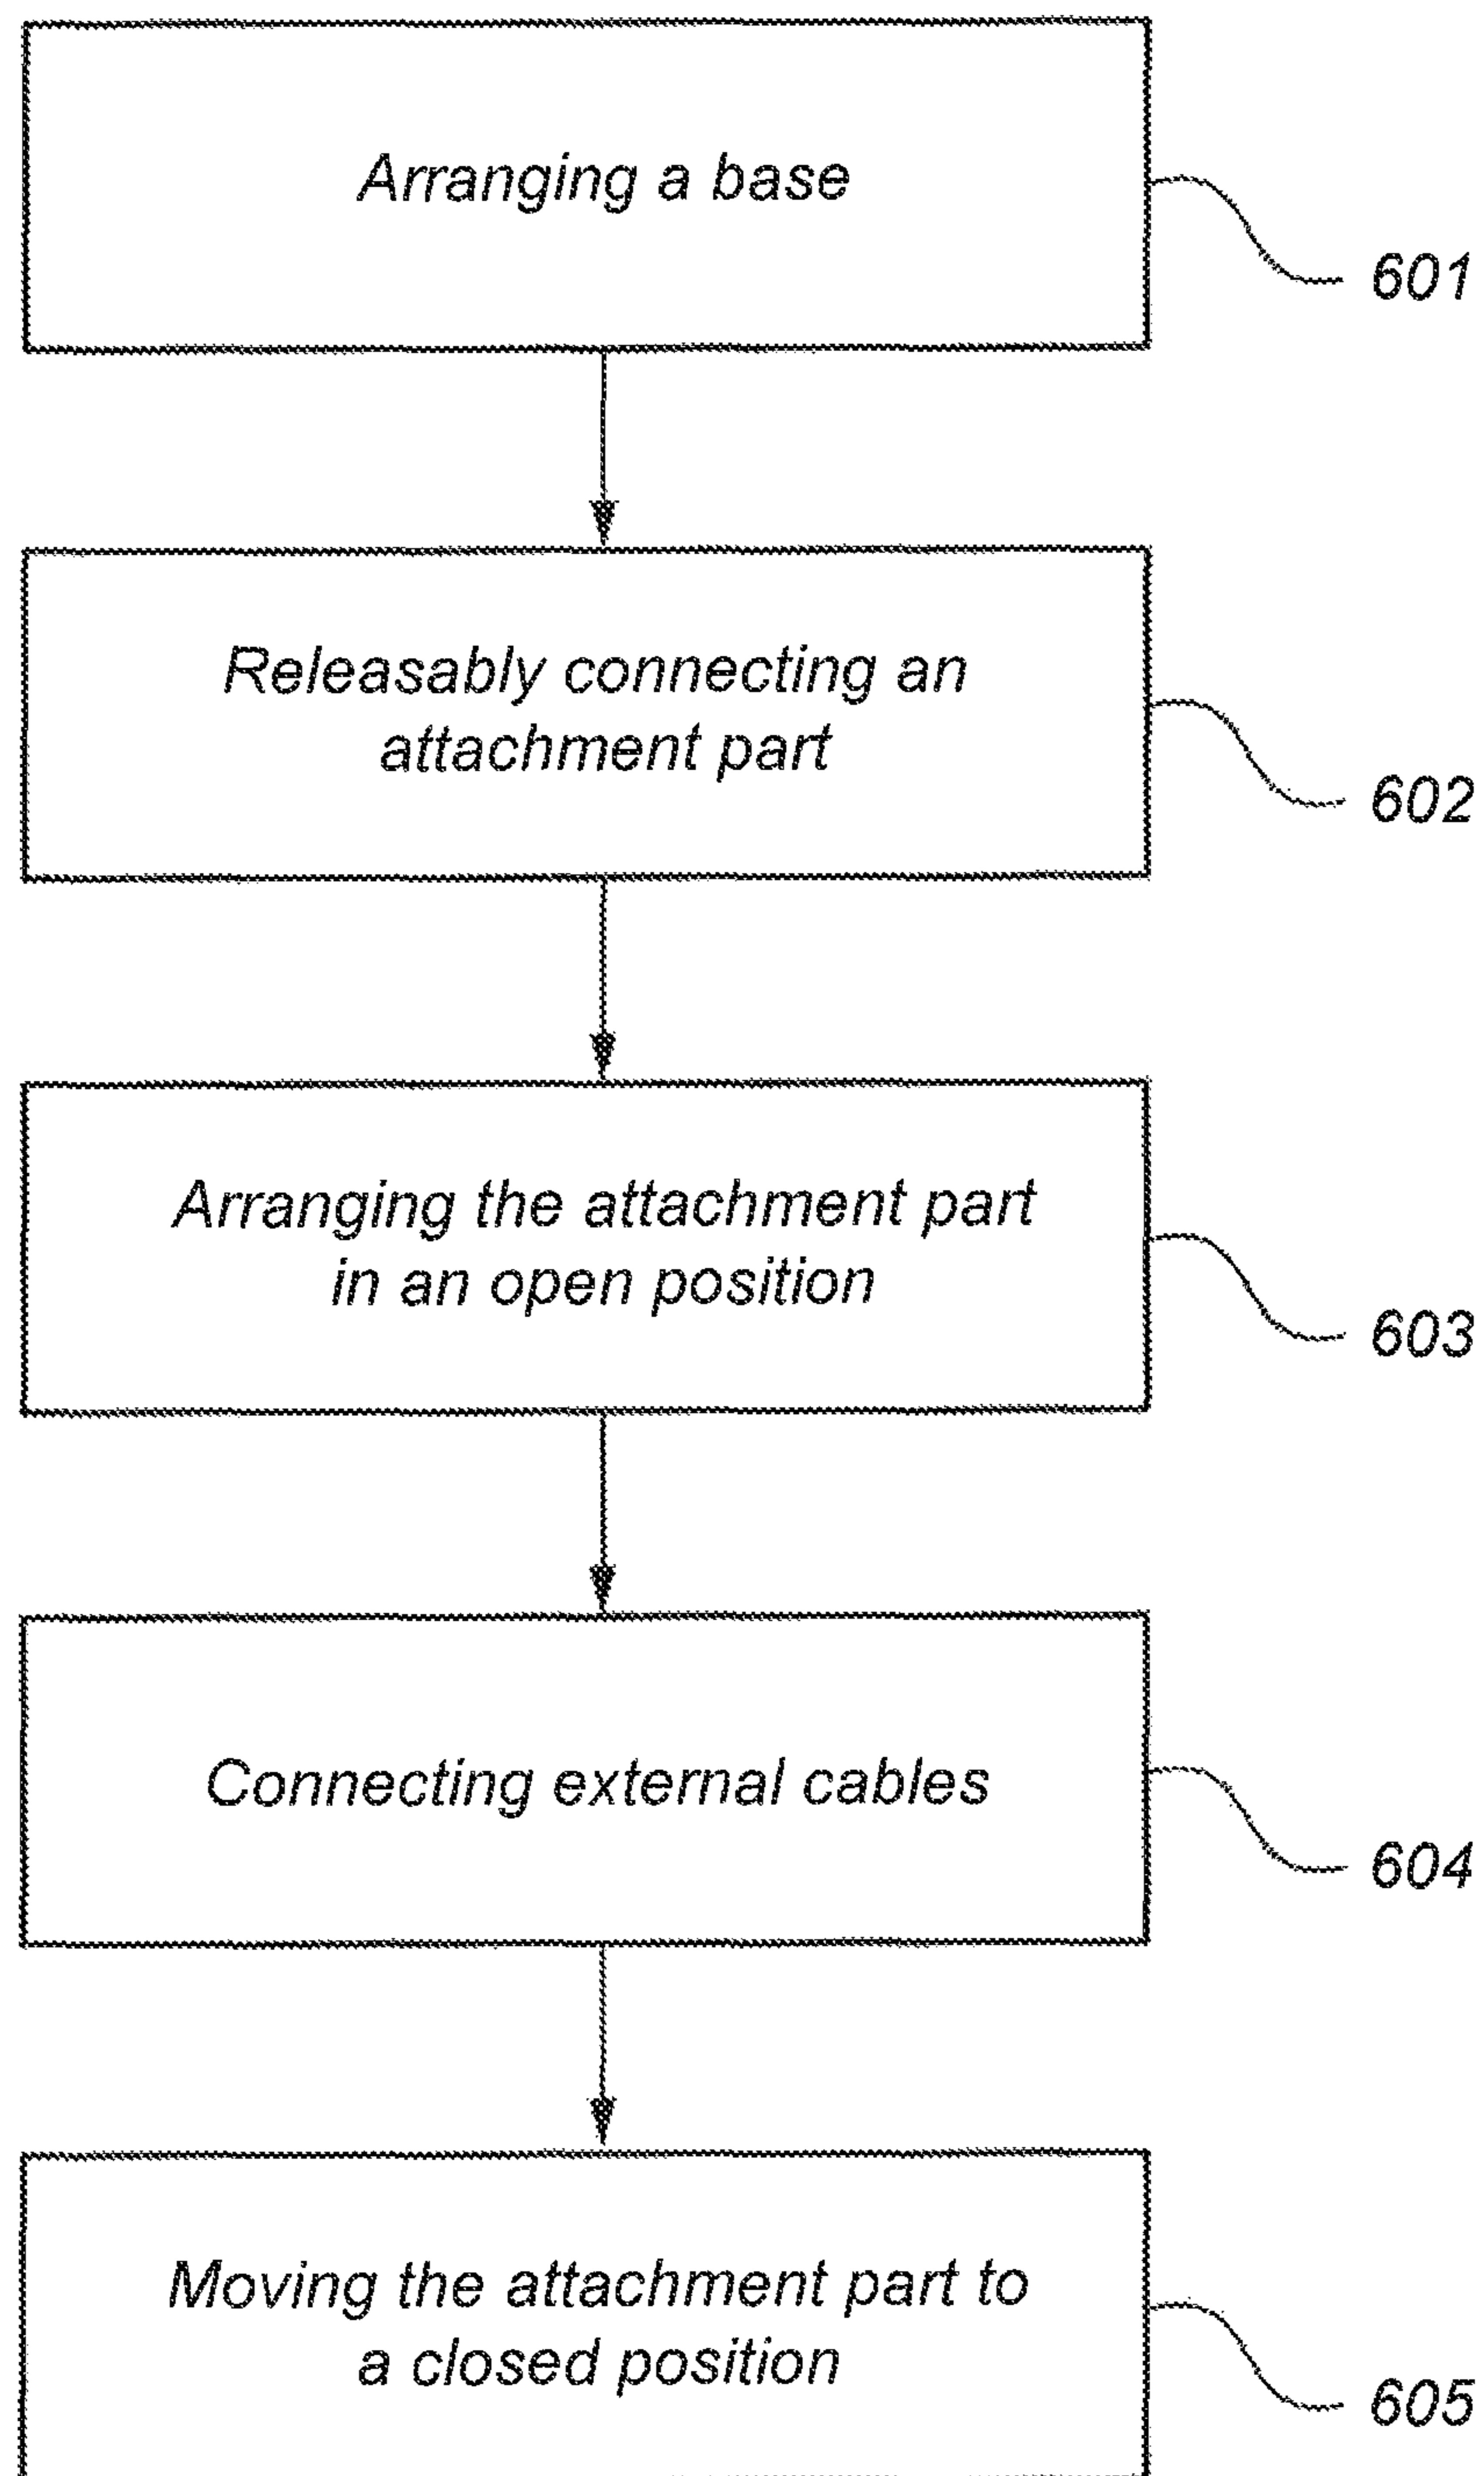 Arranging a base
601
Releasably connecting an
attachment part
602
Arranging the attachment part
in an open position
603
Connecting external cables
604
Moving the attachment part to
a closed position
605